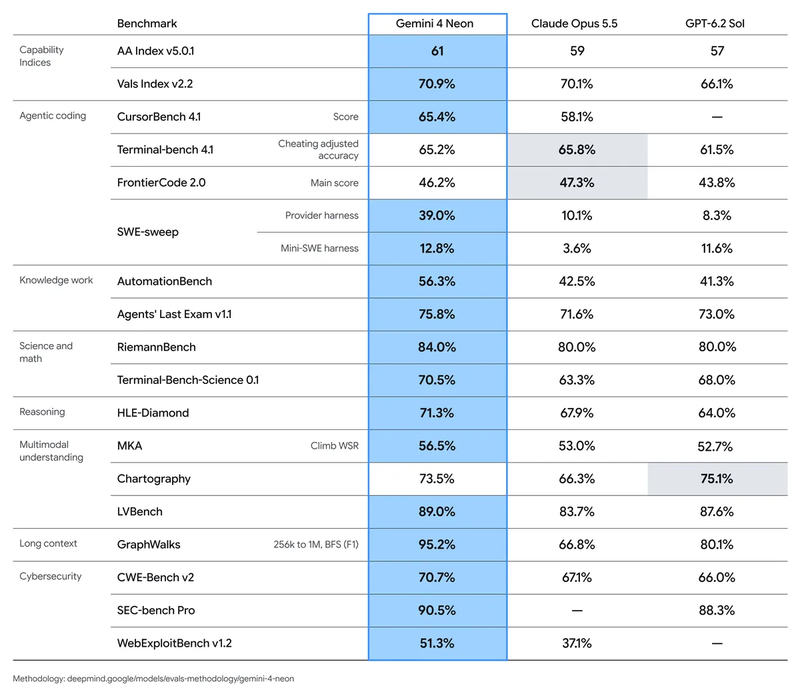 Benchmark Gemini 4 Neon Claude Opus 5.5 GPT-6.2 Sol
Capability Indices AA Index v5.0.1 61 59 57
Vals Index v2.2 70.9% 70.1% 66.1%
Agentic coding CursorBench 4.1 Score 65.4% 58.1% —
Terminal-bench 4.1 Cheating adjusted accuracy 65.2% 65.8% 61.5%
FrontierCode 2.0 Main score 46.2% 47.3% 43.8%
SWE-sweep Provider harness 39.0% 10.1% 8.3%
Mini-SWE harness 12.8% 3.6% 11.6%
Knowledge work AutomationBench 56.3% 42.5% 41.3%
Agents' Last Exam v1.1 75.8% 71.6% 73.0%
Science and math RiemannBench 84.0% 80.0% 80.0%
Terminal-Bench-Science 0.1 70.5% 63.3% 68.0%
Reasoning HLE-Diamond 71.3% 67.9% 64.0%
Multimodal understanding MKA Climb WSR 56.5% 53.0% 52.7%
Chartography 73.5% 66.3% 75.1%
LVBench 89.0% 83.7% 87.6%
Long context GraphWalks 256k to 1M, BFS (F1) 95.2% 66.8% 80.1%
Cybersecurity CWE-Bench v2 70.7% 67.1% 66.0%
SEC-bench Pro 90.5% — 88.3%
WebExploitBench v1.2 51.3% 37.1% —
Methodology: deepmind.google/models/evals-methodology/gemini-4-neon